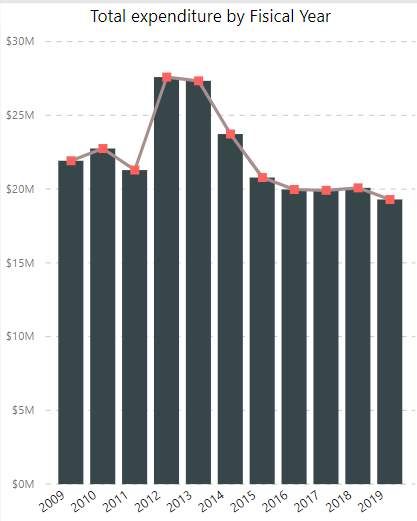 Total expenditure by Fisical Year
$30M
$25M
$20M
$15M
$10M
$5M
$0M
2009 2010 2011 2012 2013 2014 2015 2016 2017 2018 2019